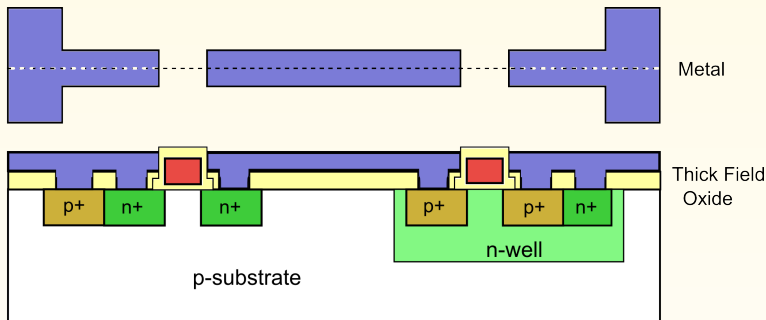 Metal
Thick Field
Oxide
p+ n+ n+ p+ p+ n+
n-well
p-substrate